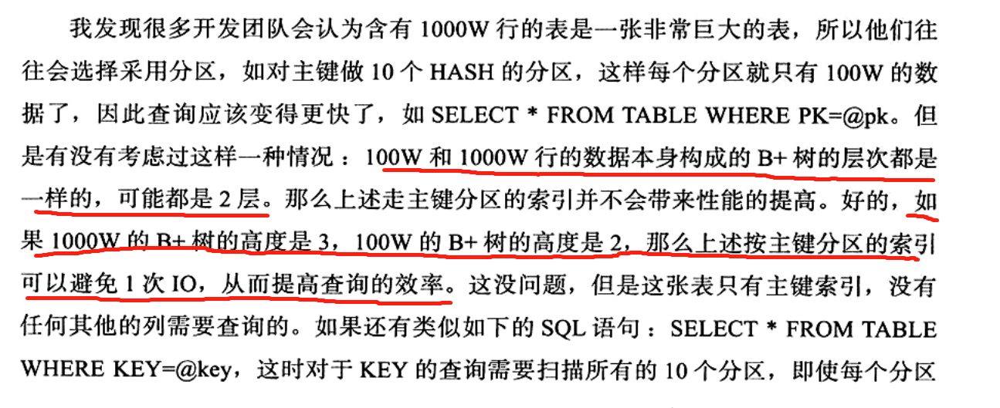 我发现很多开发团队会认为含有 1000W 行的表是一张非常巨大的表，所以他们往
往会选择采用分区，如对主键做 10 个 HASH 的分区，这样每个分区就只有 100W 的数
据了，因此查询应该变得更快了，如 SELECT * FROM TABLE WHERE PK=@pk。但
是有没有考虑过这样一种情况：100W 和 1000W 行的数据本身构成的 B+ 树的层次都是
一样的，可能都是 2 层。那么上述走主键分区的索引并不会带来性能的提高。好的，如
果 1000W 的 B+ 树的高度是 3，100W 的 B+ 树的高度是 2，那么上述按主键分区的索引
可以避免 1 次 IO，从而提高查询的效率。这没问题，但是这张表只有主键索引，没有
任何其他的列需要查询的。如果还有类似如下的 SQL 语句：SELECT * FROM TABLE
WHERE KEY=@key，这时对于 KEY 的查询需要扫描所有的 10 个分区，即使每个分区